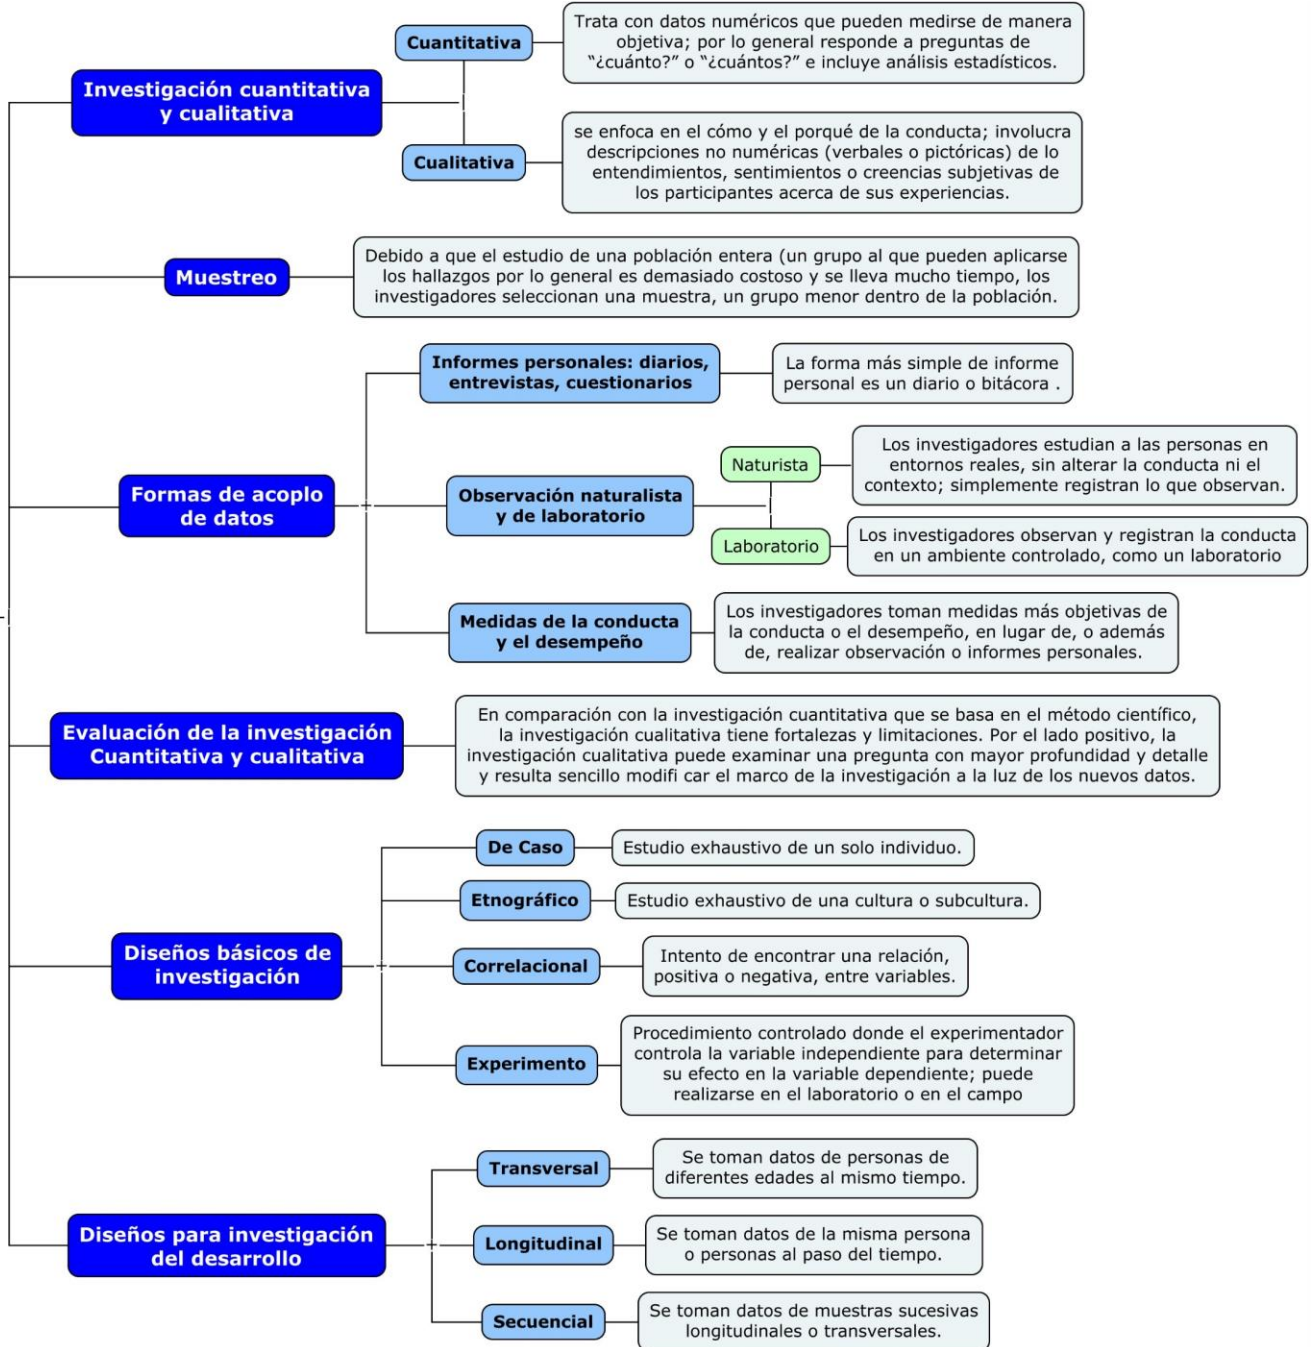 Investigación cuantitativa
y cualitativa
Cuantitativa
Trata con datos numéricos que pueden medirse de manera
objetiva; por lo general responde a preguntas de
“¿cuánto?” o “¿cuántos?” e incluye análisis estadísticos.
Cualitativa
se enfoca en el cómo y el porqué de la conducta; involucra
descripciones no numéricas (verbales o pictóricas) de lo
entendimientos, sentimientos o creencias subjetivas de
los participantes acerca de sus experiencias.
Muestreo
Debido a que el estudio de una población entera (un grupo al que pueden aplicarse
los hallazgos por lo general es demasiado costoso y se lleva mucho tiempo, los
investigadores seleccionan una muestra, un grupo menor dentro de la población.
Formas de acoplo
de datos
Informes personales: diarios,
entrevistas, cuestionarios
La forma más simple de informe
personal es un diario o bitácora .
Observación naturalista
y de laboratorio
Naturista
Los investigadores estudian a las personas en
entornos reales, sin alterar la conducta ni el
contexto; simplemente registran lo que observan.
Laboratorio
Los investigadores observan y registran la conducta
en un ambiente controlado, como un laboratorio
Medidas de la conducta
y el desempeño
Los investigadores toman medidas más objetivas de
la conducta o el desempeño, en lugar de, o además
de, realizar observación o informes personales.
Evaluación de la investigación
Cuantitativa y cualitativa
En comparación con la investigación cuantitativa que se basa en el método científico,
la investigación cualitativa tiene fortalezas y limitaciones. Por el lado positivo, la
investigación cualitativa puede examinar una pregunta con mayor profundidad y detalle
y resulta sencillo modifi car el marco de la investigación a la luz de los nuevos datos.
Diseños básicos de
investigación
De Caso
Estudio exhaustivo de un solo individuo.
Etnográfico
Estudio exhaustivo de una cultura o subcultura.
Correlacional
Intento de encontrar una relación,
positiva o negativa, entre variables.
Experimento
Procedimiento controlado donde el experimentador
controla la variable independiente para determinar
su efecto en la variable dependiente; puede
realizarse en el laboratorio o en el campo
Diseños para investigación
del desarrollo
Transversal
Se toman datos de personas de
diferentes edades al mismo tiempo.
Longitudinal
Se toman datos de la misma persona
o personas al paso del tiempo.
Secuencial
Se toman datos de muestras sucesivas
longitudinales o transversales.